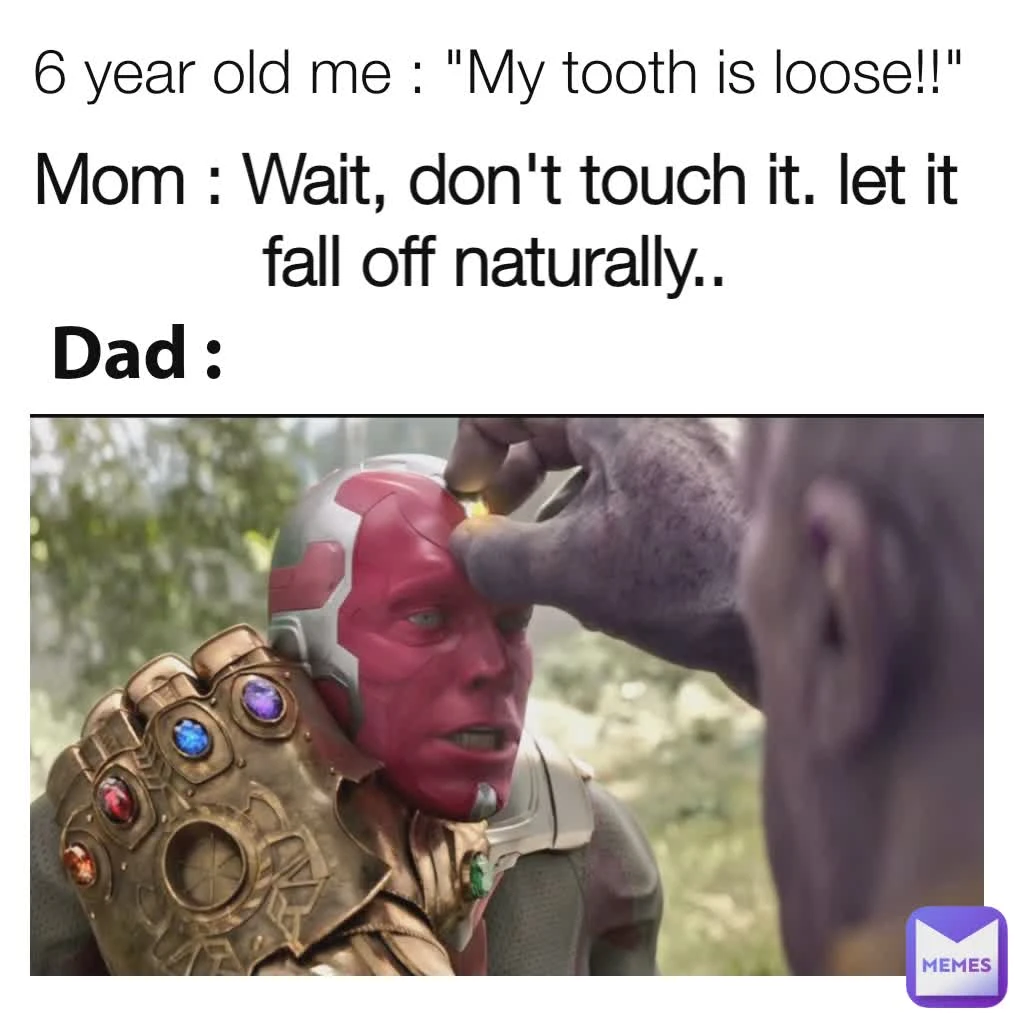 6 year old me : "My tooth is loose!!"
Mom : Wait, don't touch it. let it
fall off naturally..
Dad :
MEMES